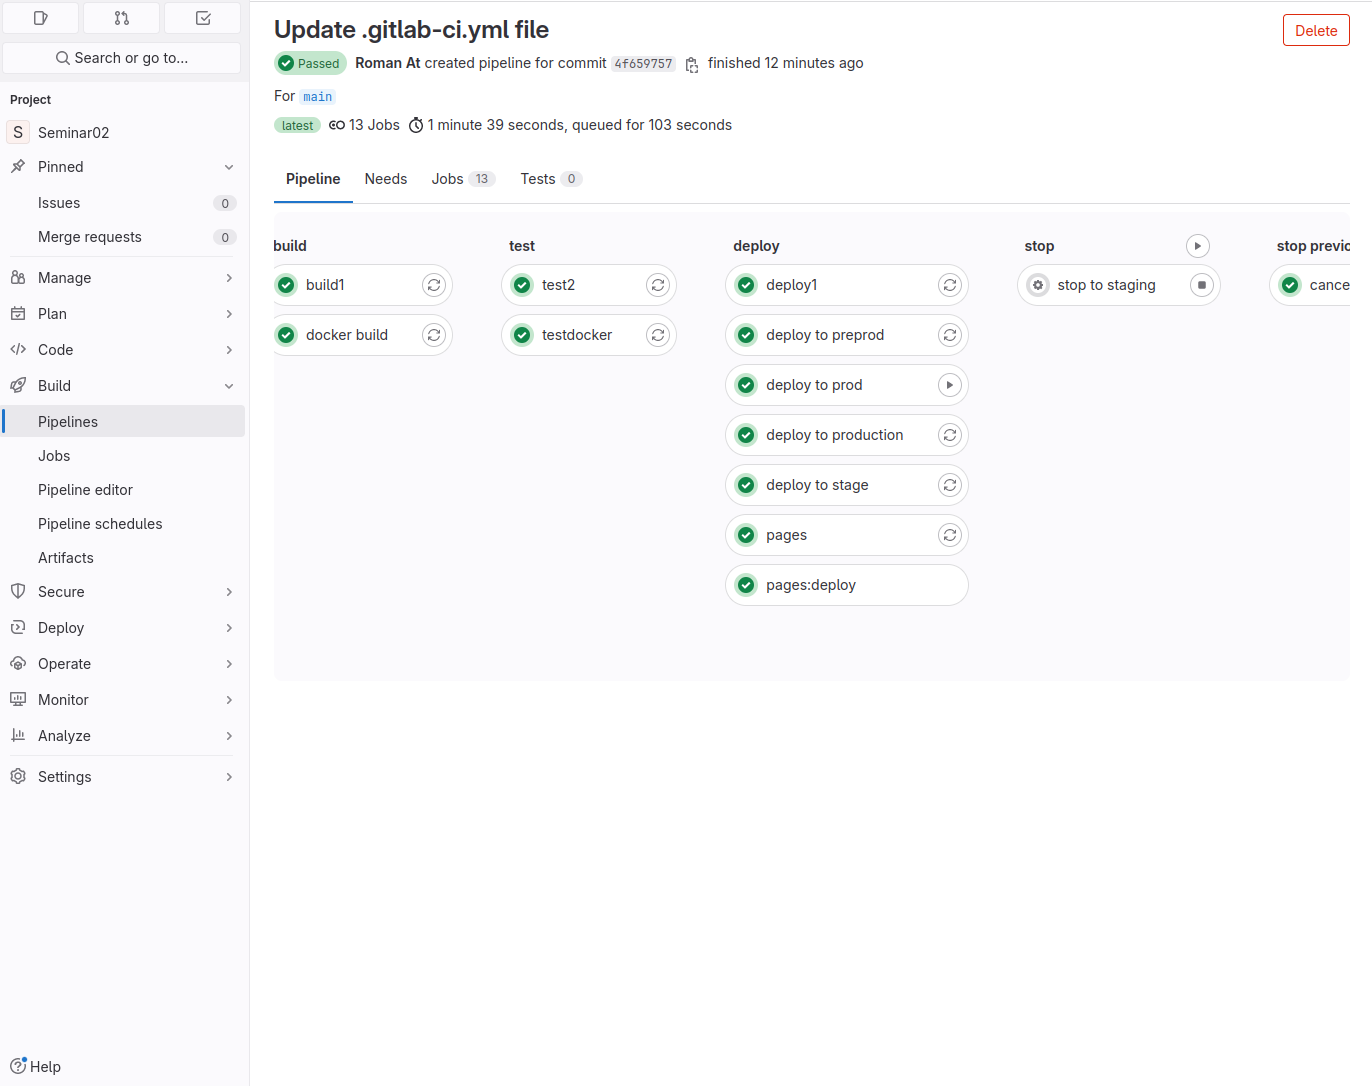 Search or go to...
Project
S Seminar02
Pinned
Issues 0
Merge requests 0
Manage
Plan
Code
Build
Pipelines
Jobs
Pipeline editor
Pipeline schedules
Artifacts
Secure
Deploy
Operate
Monitor
Analyze
Settings
Help
Update .gitlab-ci.yml file
Delete
Passed Roman At created pipeline for commit 4f659757 finished 12 minutes ago
For main
latest 13 Jobs 1 minute 39 seconds, queued for 103 seconds
Pipeline Needs Jobs 13 Tests 0
build
build1
docker build
test
test2
testdocker
deploy
deploy1
deploy to preprod
deploy to prod
deploy to production
deploy to stage
pages
pages:deploy
stop
stop to staging
stop previo
cance